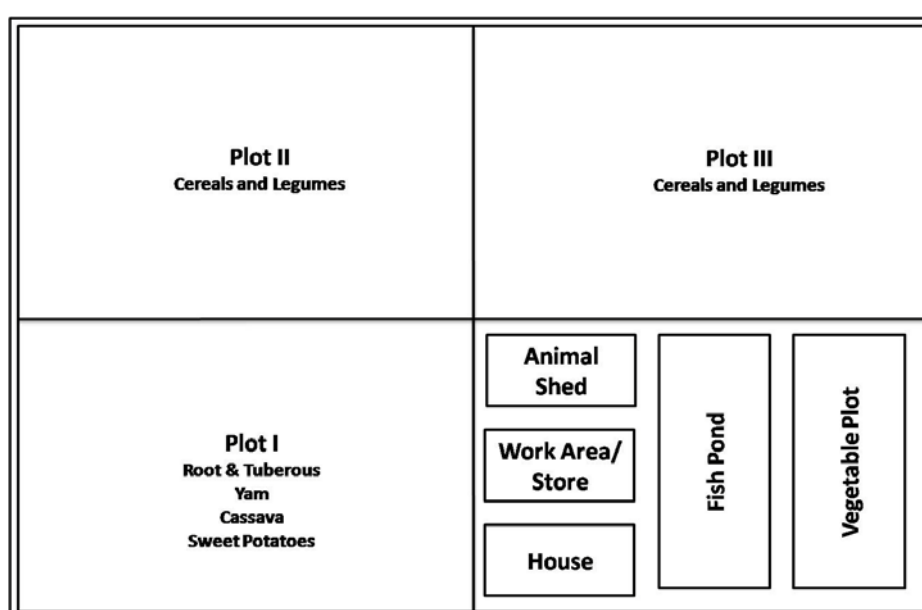 Plot II
Cereals and Legumes
Plot III
Cereals and Legumes
Plot I
Root & Tuberous
Yam
Cassava
Sweet Potatoes
Animal
Shed
Work Area/
Store
House
Fish Pond
Vegetable Plot